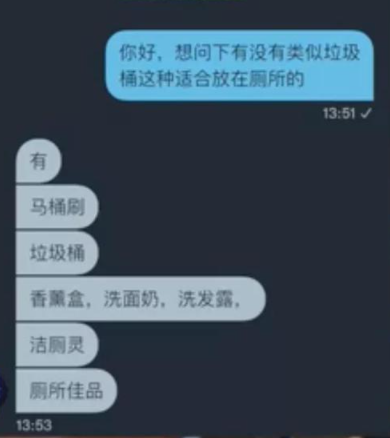 你好，想问下有没有类似垃圾
桶这种适合放在厕所的
13:51
有
马桶刷
垃圾桶
香薰盒，洗面奶，洗发露，
洁厕灵
厕所佳品
13:53